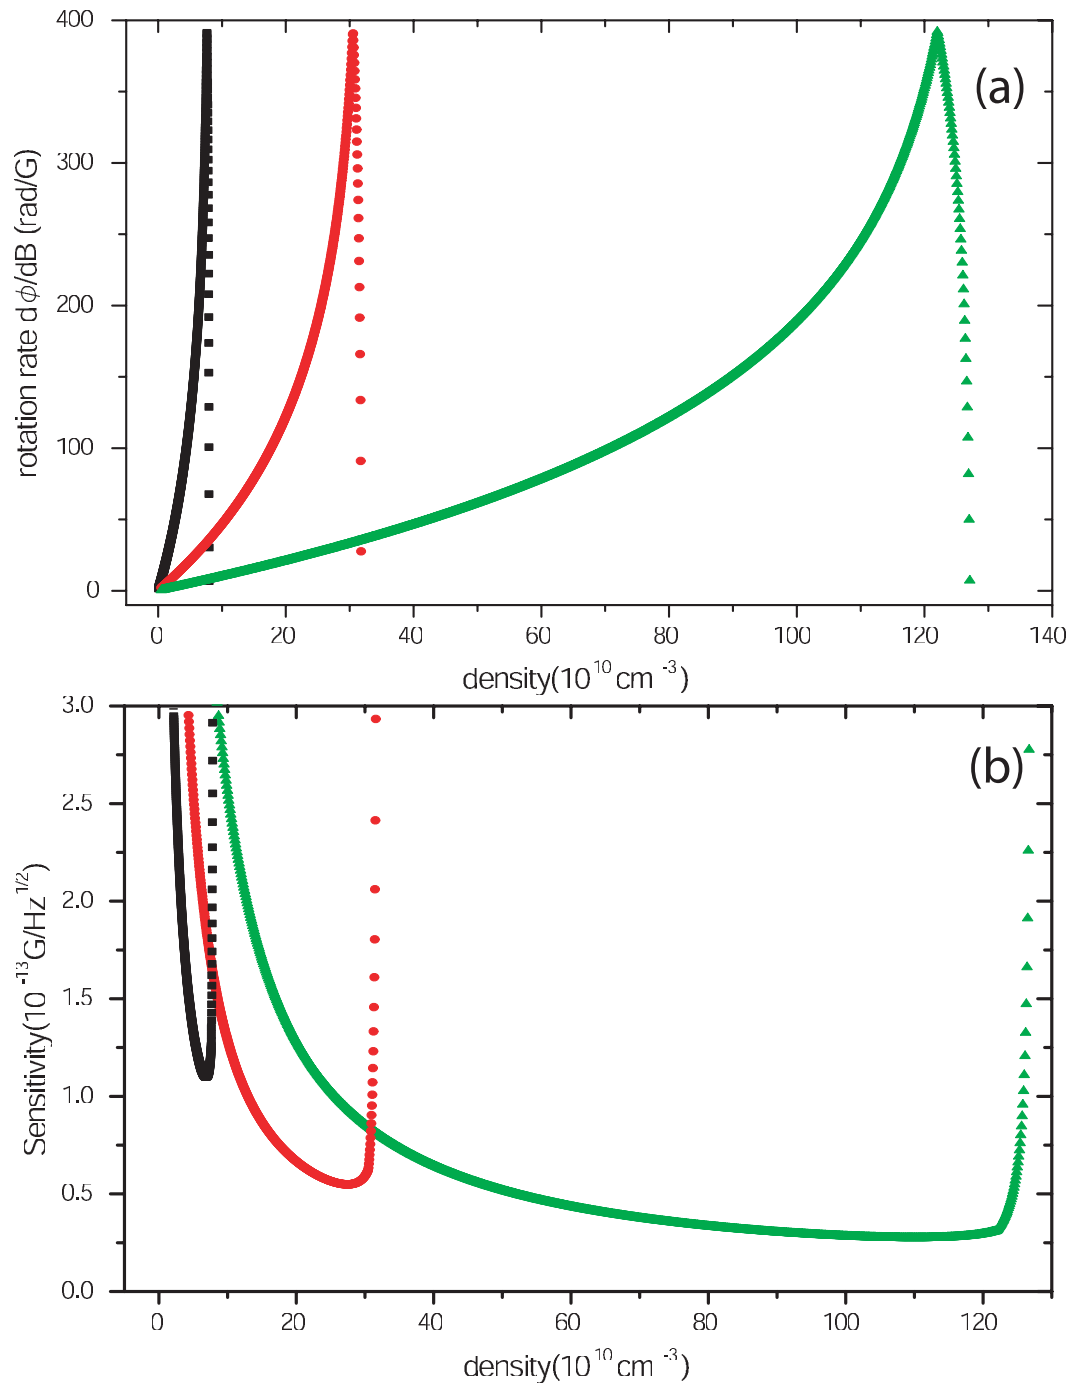 400
300
200
100
0
rotation rate dϕ/dB (rad/G)
(a)
0 20 40 60 80 100 120 140
density(10^10 cm^-3)
3.0
2.5
2.0
1.5
1.0
0.5
0.0
Sensitivity(10^-13 G/Hz^1/2)
(b)
0 20 40 60 80 100 120
density(10^10 cm^-3)